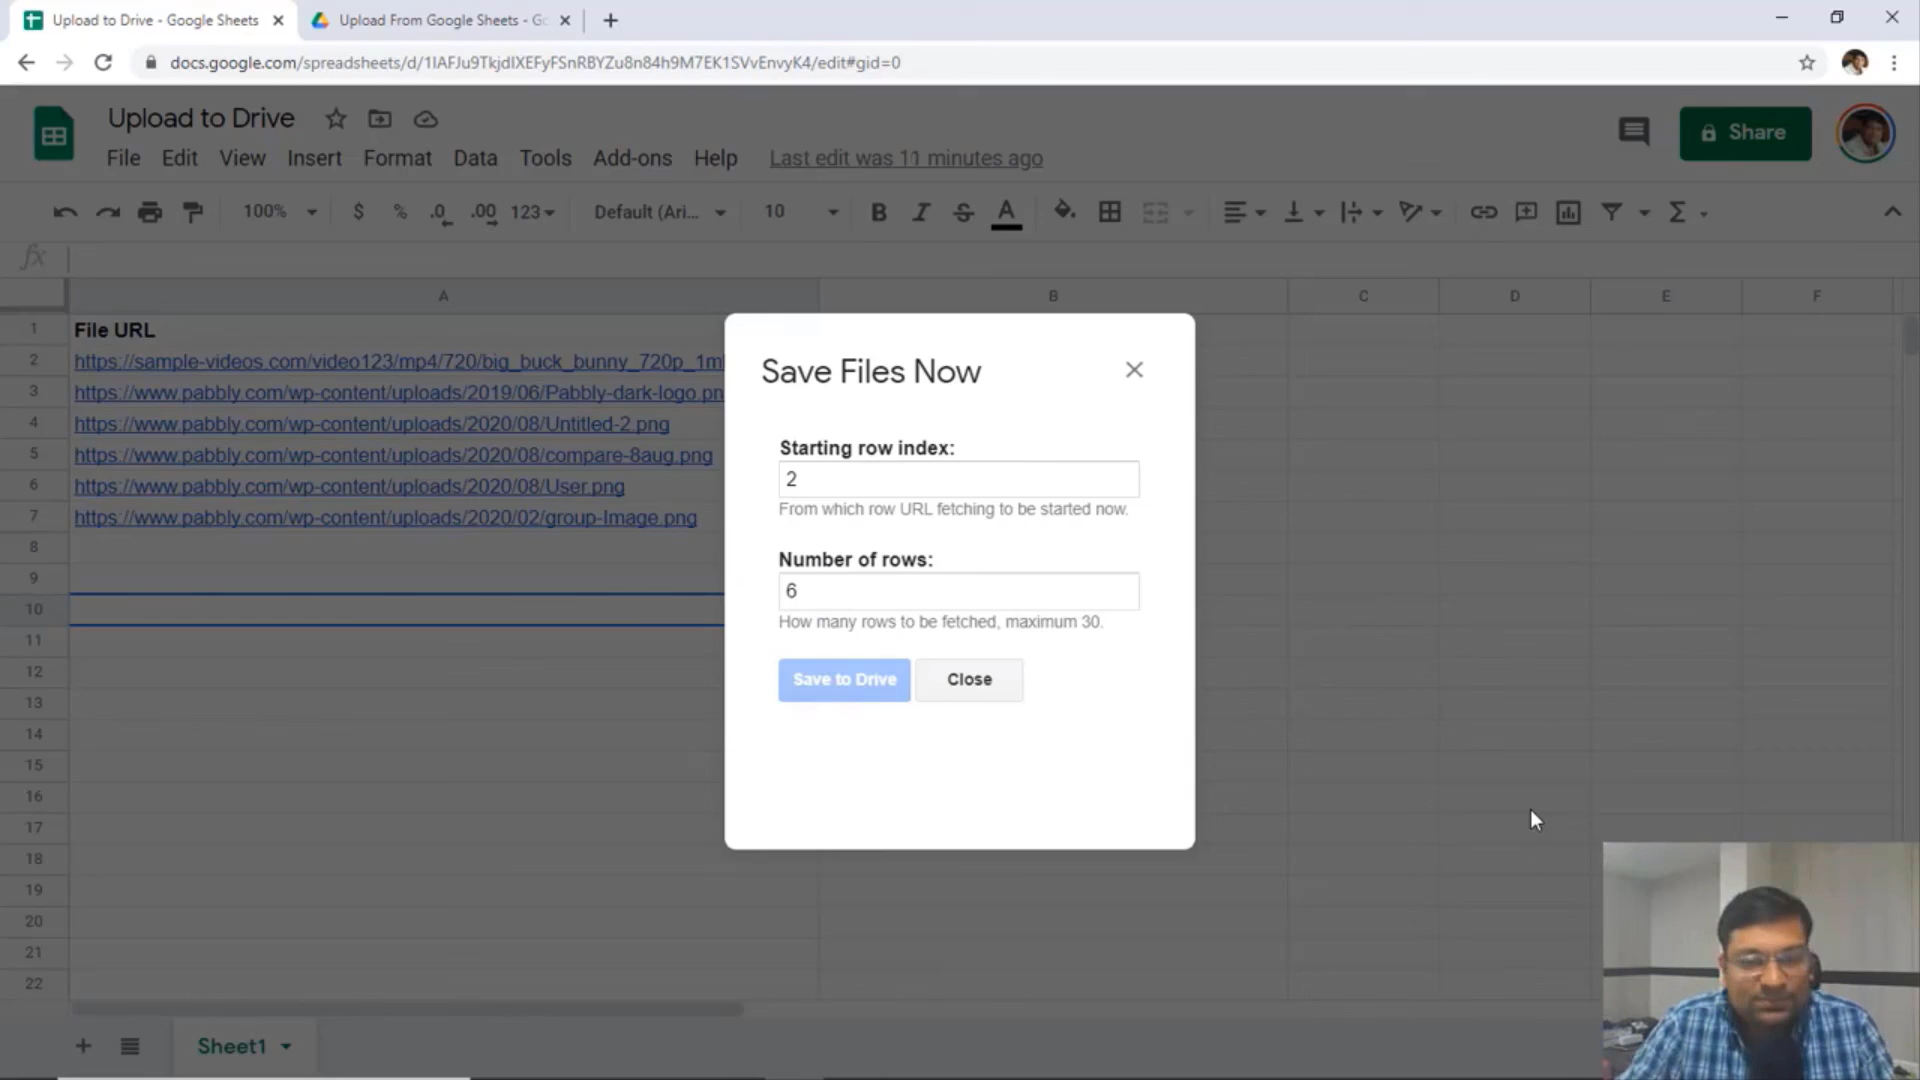 Upload to Drive - Google Sheets
Upload From Google Sheets - Go
docs.google.com/spreadsheets/d/1IAFJu9TkjdIXEFyFSnRBYZu8n84h9M7EK1SVvEnvyK4/edit#gid=0
Upload to Drive
Share
File Edit View Insert Format Data Tools Add-ons Help Last edit was 11 minutes ago
100% $ % .0 .00 123 Default (Ari... 10 B I S A Σ
fx
A B C D E F
1 File URL
2 https://sample-videos.com/video123/mp4/720/big_buck_bunny_720p_1m
3 https://www.pabbly.com/wp-content/uploads/2019/06/Pabbly-dark-logo.pn
4 https://www.pabbly.com/wp-content/uploads/2020/08/Untitled-2.png
5 https://www.pabbly.com/wp-content/uploads/2020/08/compare-8aug.png
6 https://www.pabbly.com/wp-content/uploads/2020/08/User.png
7 https://www.pabbly.com/wp-content/uploads/2020/02/group-Image.png
8
9
10
11
12
13
14
15
16
17
18
19
20
21
22
Save Files Now
Starting row index:
2
From which row URL fetching to be started now.
Number of rows:
6
How many rows to be fetched, maximum 30.
Save to Drive Close
Sheet1